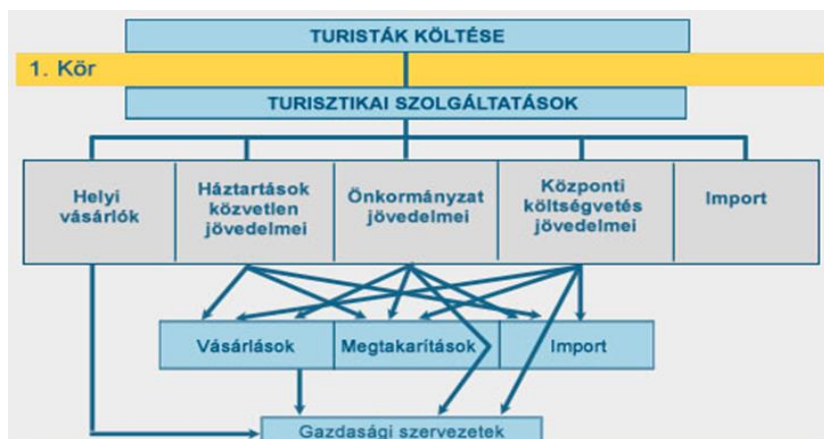 TURISTÁK KÖLTÉSE
1. Kör
TURISZTIKAI SZOLGÁLTATÁSOK
Helyi
vásárlók
Háztartások
közvetlen
jövedelmei
Önkormányzat
jövedelmei
Központi
költségvetés
jövedelmei
Import
Vásárlások
Megtakarítások
Import
Gazdasági szervezetek